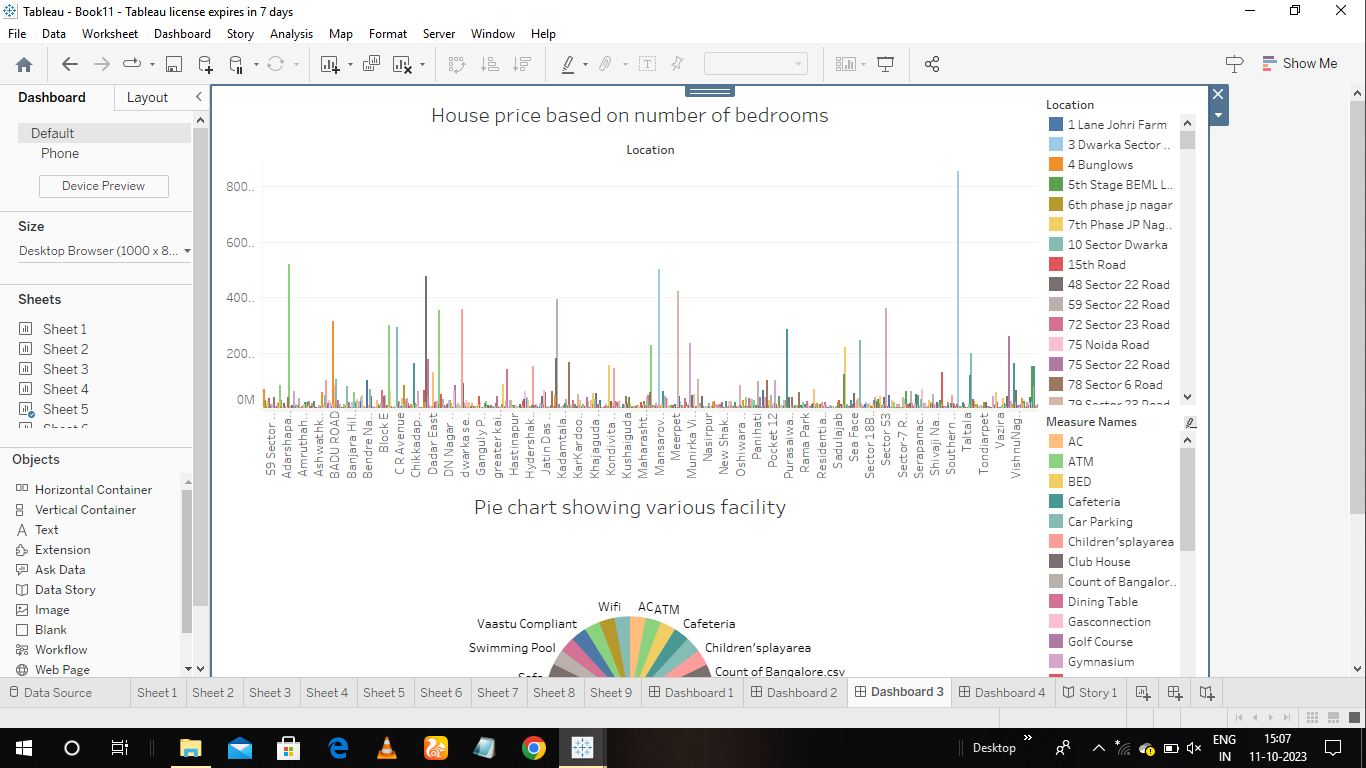 Tableau - Book11 - Tableau license expires in 7 days
File Data Worksheet Dashboard Story Analysis Map Format Server Window Help
Show Me
Dashboard Layout
Default
Phone
Device Preview
Size
Desktop Browser (1000 x 8...
Sheets
Sheet 1
Sheet 2
Sheet 3
Sheet 4
Sheet 5
Objects
Horizontal Container
Vertical Container
Text
Extension
Ask Data
Data Story
Image
Blank
Workflow
Web Page
House price based on number of bedrooms
Location
800..
600..
400..
200..
0M
59 Sector ..
Adarshapa..
Amruthah..
Ashwathk..
BADU ROAD
Banjara Hil..
Bendre Na..
Block E
C R Avenue
Chikkadap..
Dadar East
DN Nagar ..
dwarka se..
Ganguly P..
greater kai..
Hastinapur
Hydershak..
Jatin Das ..
Kadamtala..
KarKardoo..
Khajaguda..
Kondivita..
Kushaiguda
Maharasht..
Mansarov..
Meerpet
Munirka Vi..
Nasirpur
New Shak..
Oshiwara..
Panihati
Pocket 12
Purasaiwa..
Rama Park
Residentia..
Sadulajab
Sea Face
Sector 18B..
Sector 53
Sector-7 R..
Serapanac..
Shivaji Na..
Southern ..
Taltala
Tondiarpet
Vazira
VishnuNag..
Pie chart showing various facility
Wifi AC ATM
Vaastu Compliant Cafeteria
Swimming Pool Children'splayarea
Sofa Count of Bangalore.csv
Location
1 Lane Johri Farm
3 Dwarka Sector ..
4 Bunglows
5th Stage BEML L..
6th phase jp nagar
7th Phase JP Nag..
10 Sector Dwarka
15th Road
48 Sector 22 Road
59 Sector 22 Road
72 Sector 23 Road
75 Noida Road
75 Sector 22 Road
78 Sector 6 Road
79 Sector 23 Road
Measure Names
AC
ATM
BED
Cafeteria
Car Parking
Children'splayarea
Club House
Count of Bangalor..
Dining Table
Gasconnection
Golf Course
Gymnasium
Data Source Sheet 1 Sheet 2 Sheet 3 Sheet 4 Sheet 5 Sheet 6 Sheet 7 Sheet 8 Sheet 9 Dashboard 1 Dashboard 2 Dashboard 3 Dashboard 4 Story 1
Desktop
ENG
IN
15:07
11-10-2023